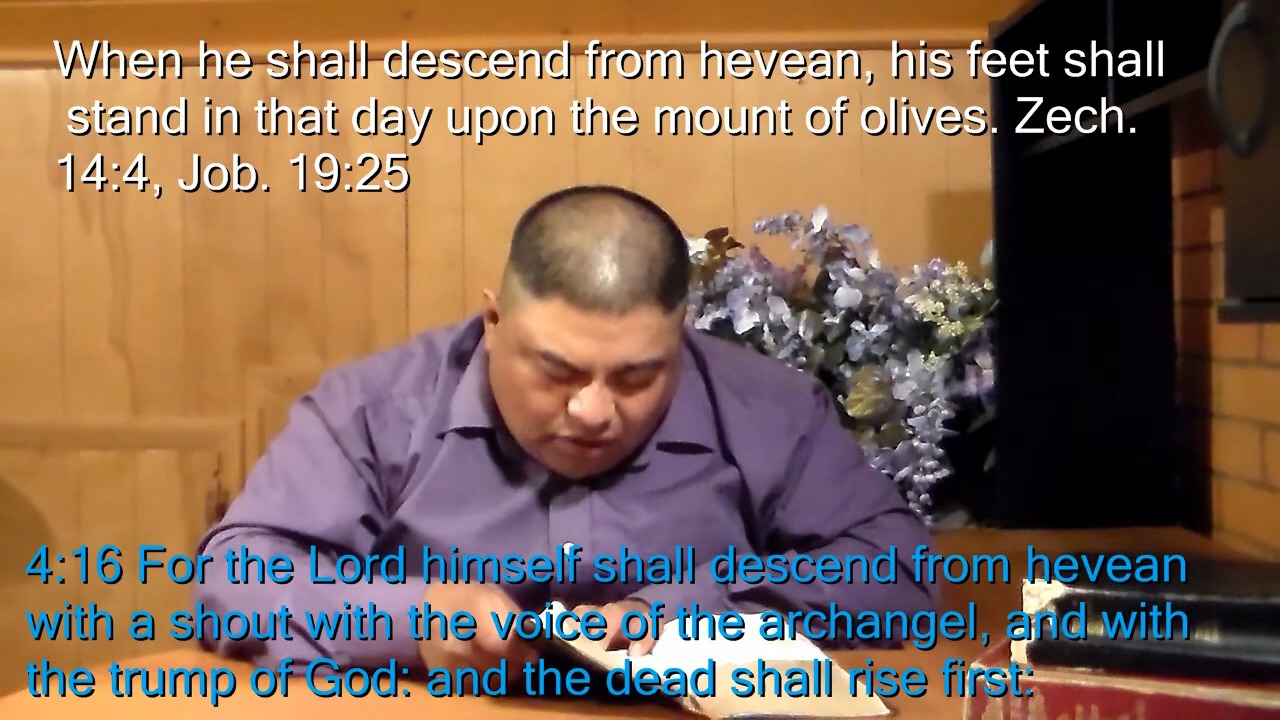 When he shall descend from hevean, his feet shall
stand in that day upon the mount of olives. Zech.
14:4, Job. 19:25
4:16 For the Lord himself shall descend from hevean
with a shout with the voice of the archangel, and with
the trump of God: and the dead shall rise first: